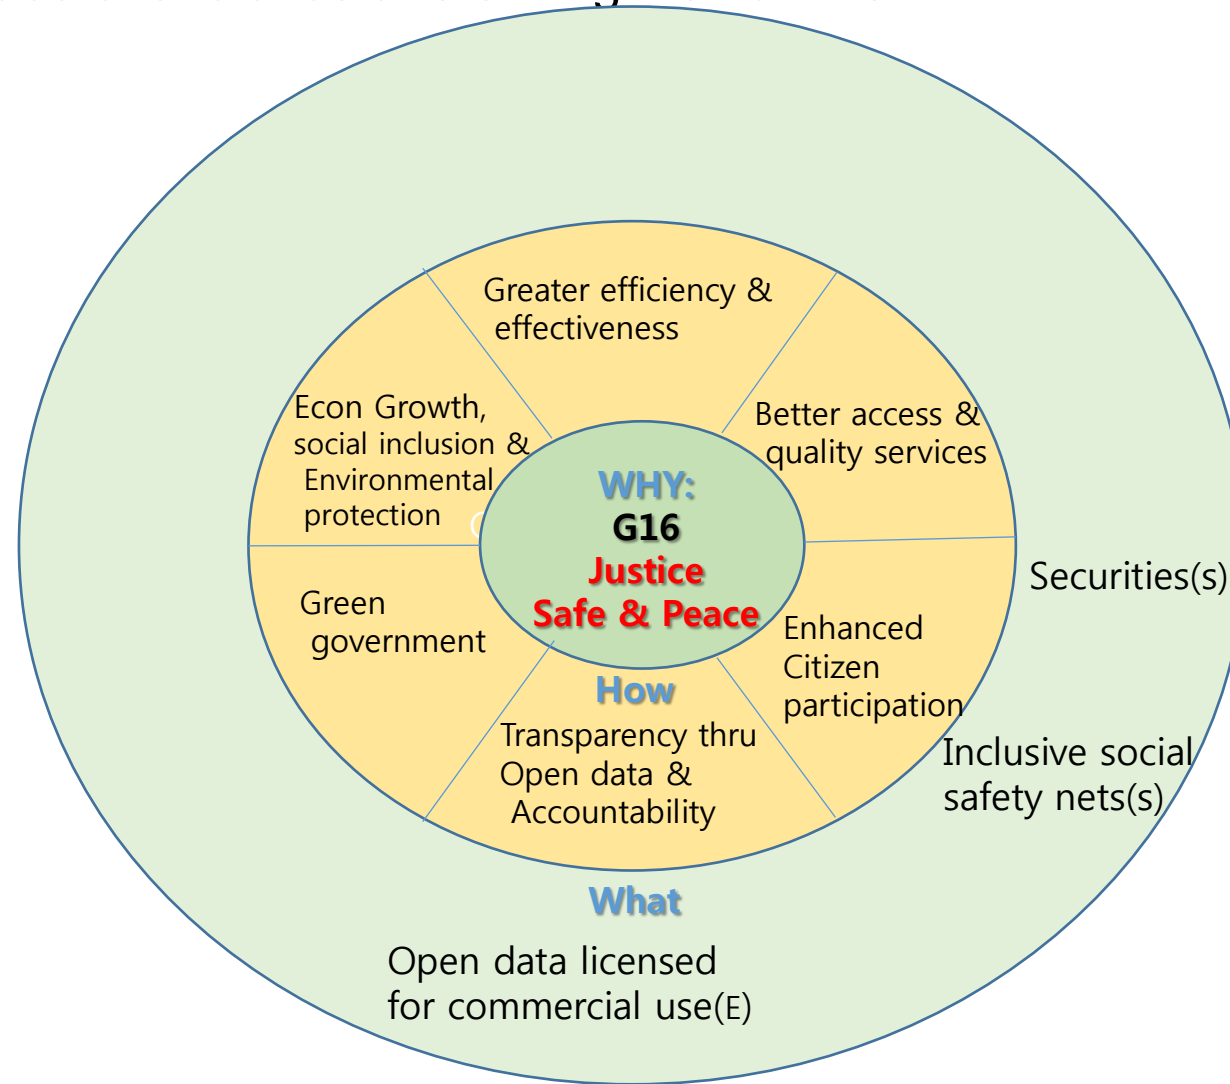 Greater efficiency &
effectiveness
Econ Growth,
social inclusion &
Environmental
protection
Better access &
quality services
WHY:
G16
Justice
Safe & Peace
Securities(s)
Green
government
Enhanced
Citizen
participation
How
Transparency thru
Open data &
Accountability
Inclusive social
safety nets(s)
What
Open data licensed
for commercial use(E)